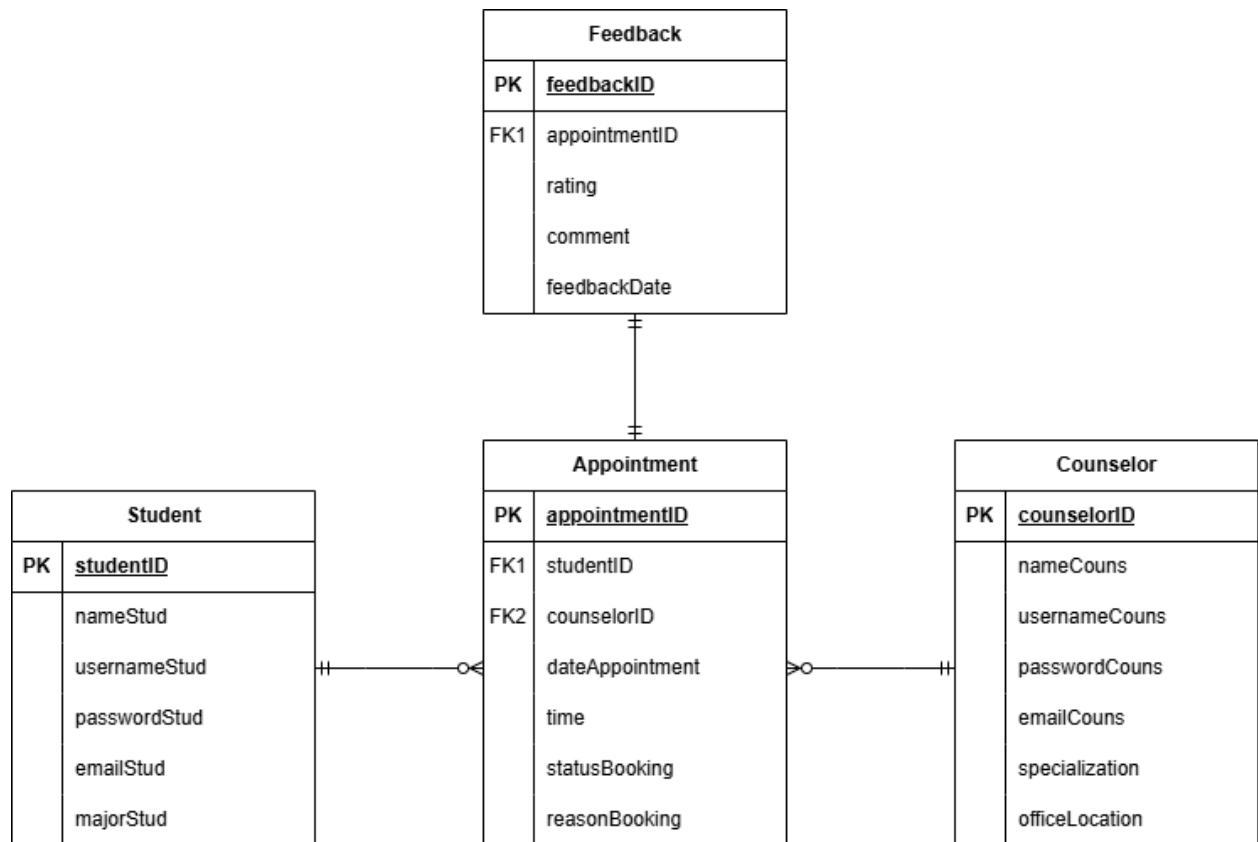 Feedback
PK feedbackID
FK1 appointmentID
rating
comment
feedbackDate
Appointment
PK appointmentID
FK1 studentID
FK2 counselorID
dateAppointment
time
statusBooking
reasonBooking
Student
PK studentID
nameStud
usernameStud
passwordStud
emailStud
majorStud
Counselor
PK counselorID
nameCouns
usernameCouns
passwordCouns
emailCouns
specialization
officeLocation